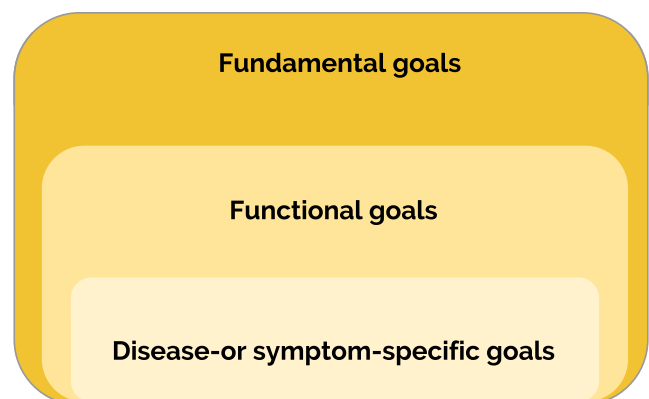 Fundamental goals
Functional goals
Disease-or symptom-specific goals